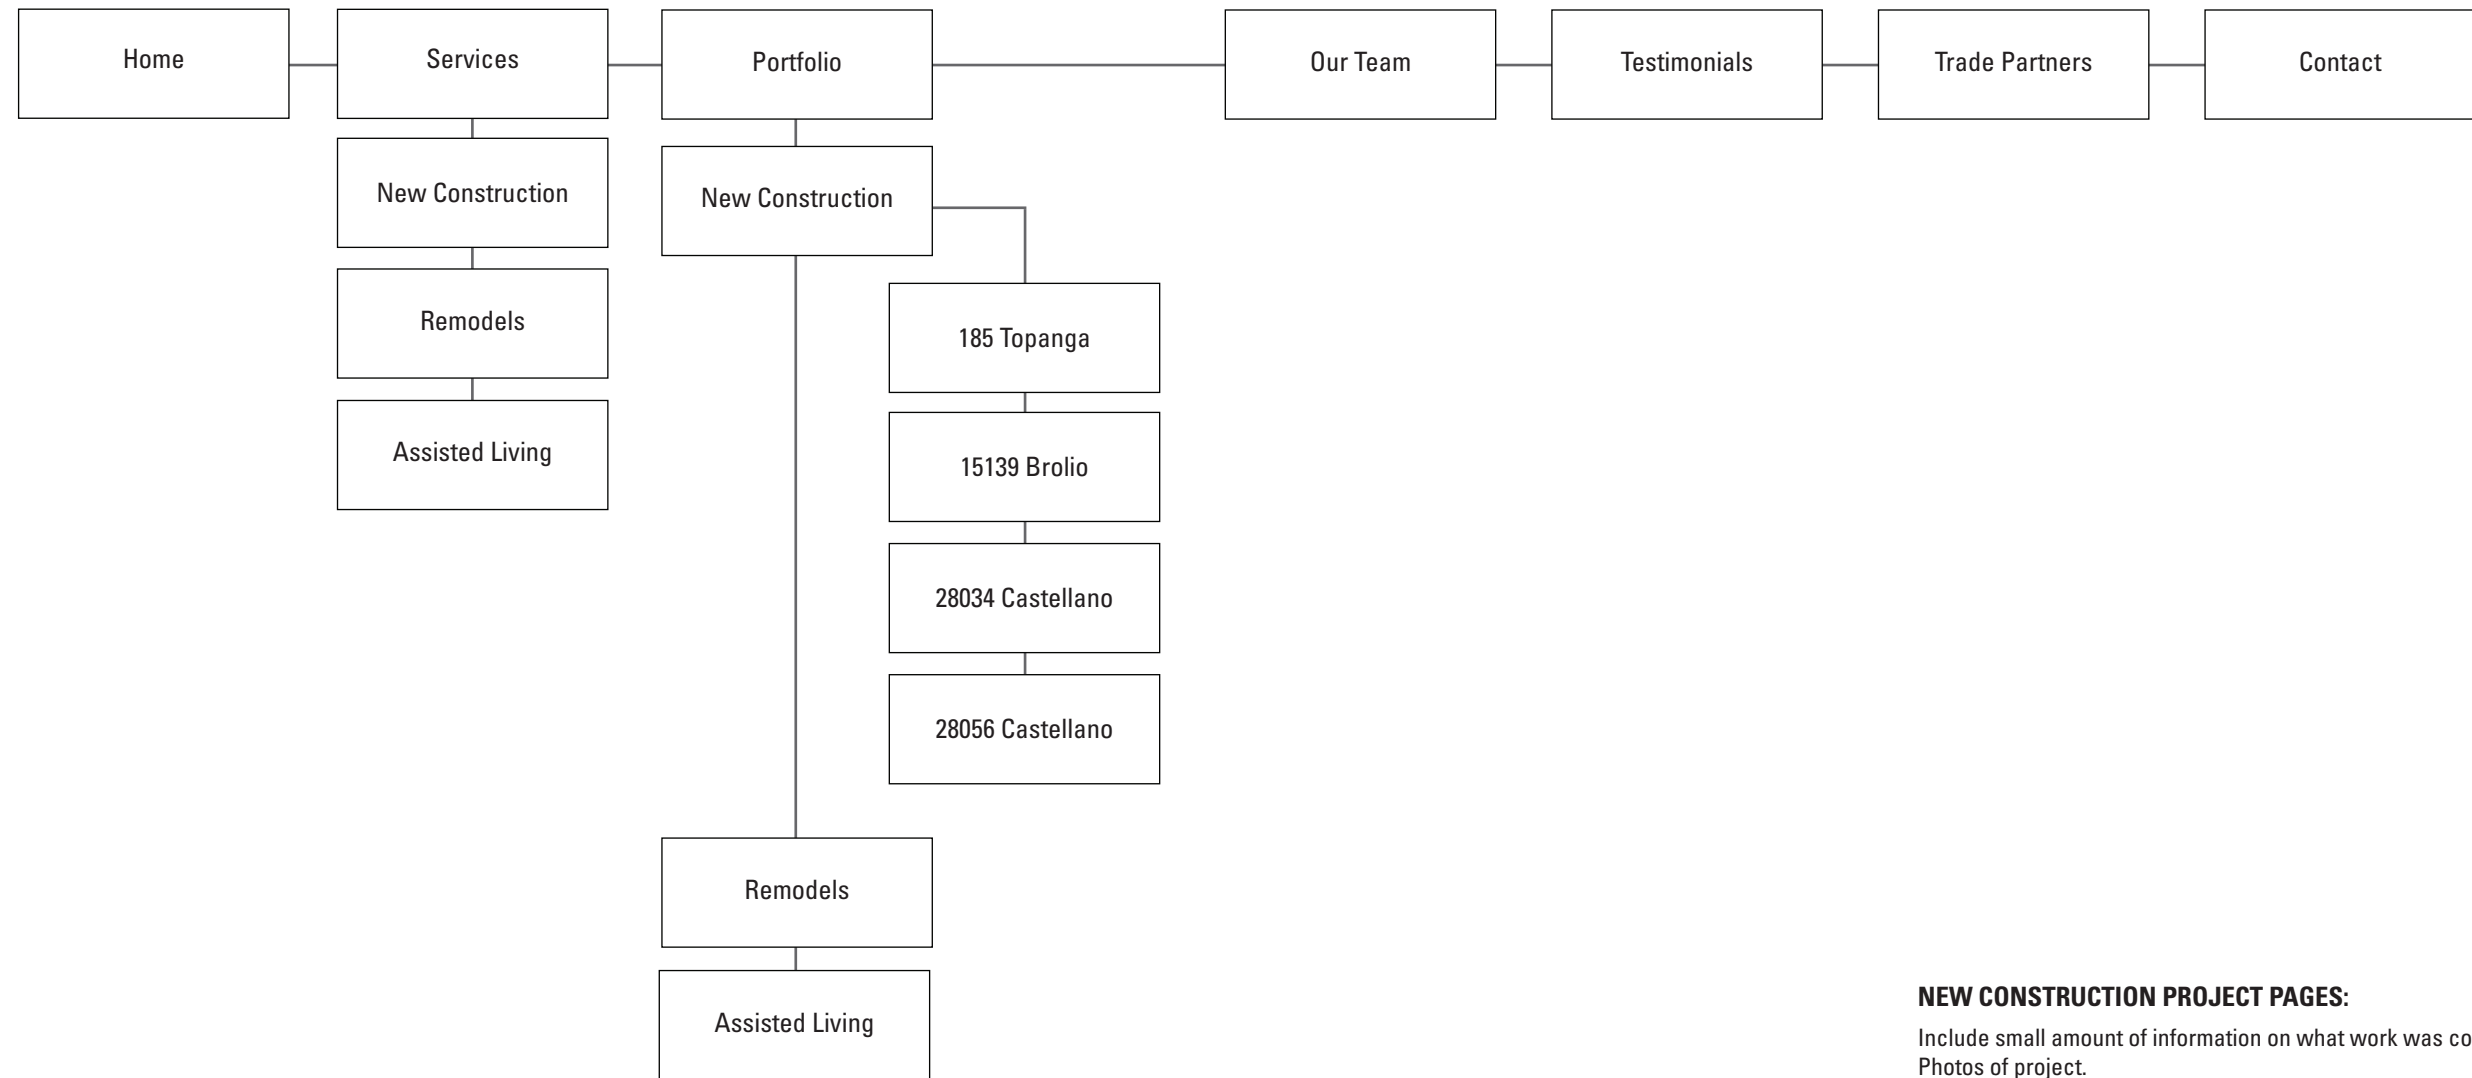 Home
Services
Portfolio
Our Team
Testimonials
Trade Partners
Contact
New Construction
Remodels
Assisted Living
New Construction
185 Topanga
15139 Brolio
28034 Castellano
28056 Castellano
Remodels
Assisted Living
NEW CONSTRUCTION PROJECT PAGES:
Include small amount of information on what work was co
Photos of project.